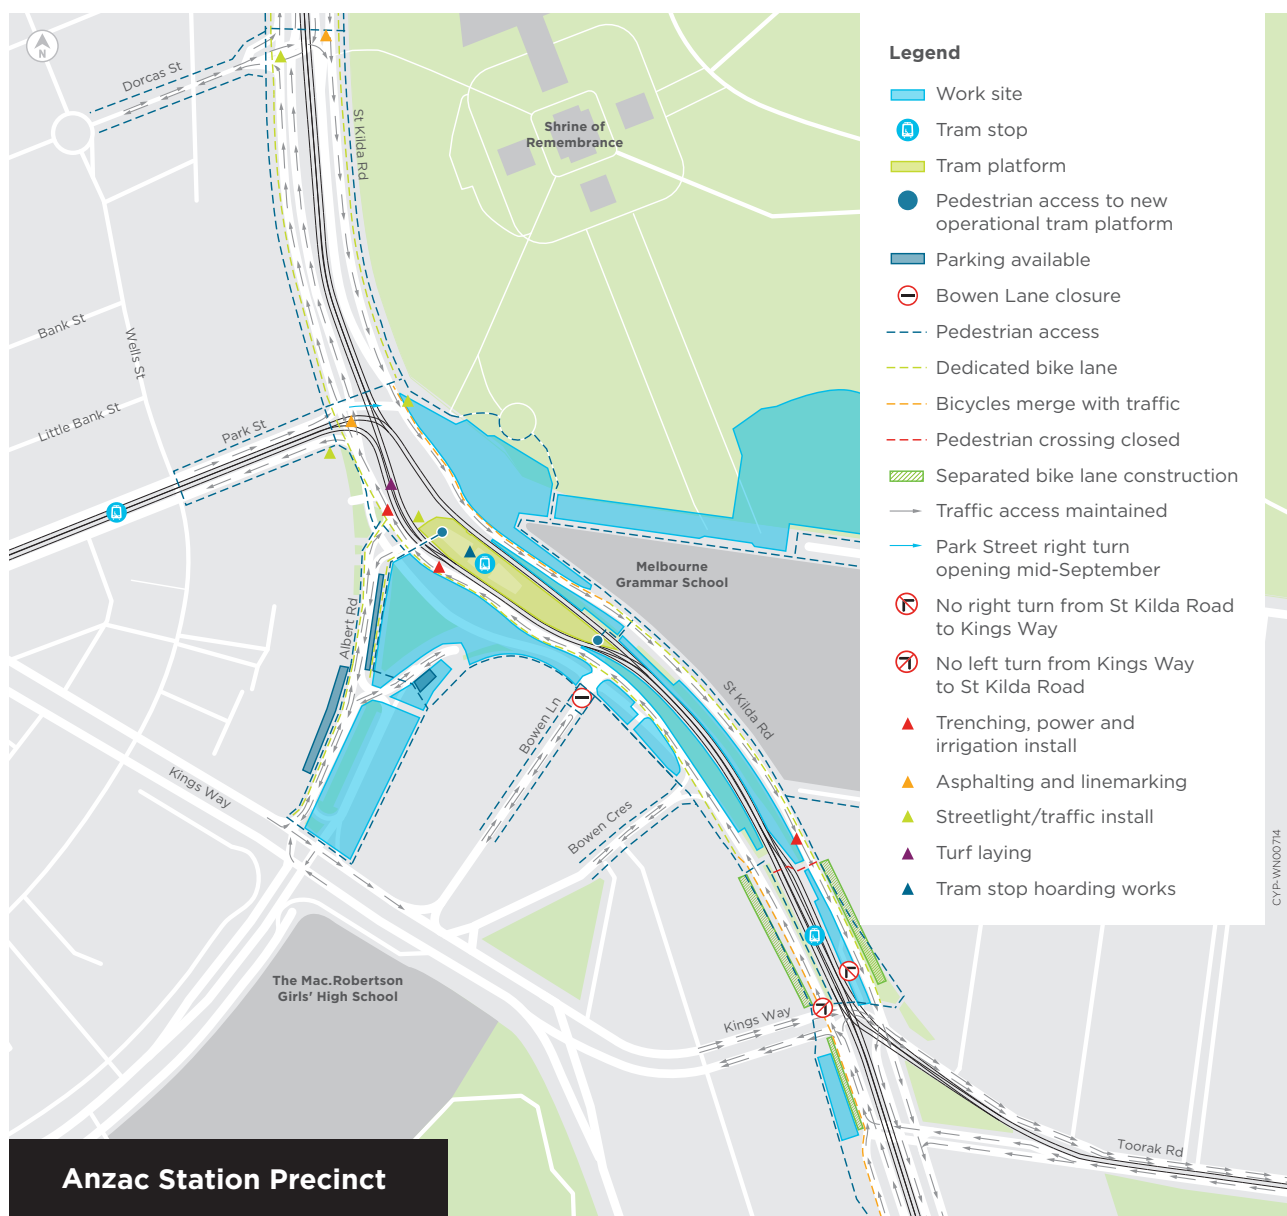 N
Dorcas St
St Kilda Rd
Shrine of
Remembrance
Bank St
Wells St
Little Bank St
Park St
Melbourne
Grammar School
Albert Rd
St Kilda Rd
Bowen Ln
Kings Way
Bowen Cres
The Mac.Robertson
Girls' High School
Kings Way
Toorak Rd
Anzac Station Precinct
Legend
Work site
Tram stop
Tram platform
Pedestrian access to new
operational tram platform
Parking available
Bowen Lane closure
Pedestrian access
Dedicated bike lane
Bicycles merge with traffic
Pedestrian crossing closed
Separated bike lane construction
Traffic access maintained
Park Street right turn
opening mid-September
No right turn from St Kilda Road
to Kings Way
No left turn from Kings Way
to St Kilda Road
Trenching, power and
irrigation install
Asphalting and linemarking
Streetlight/traffic install
Turf laying
Tram stop hoarding works
CYP-WN00714